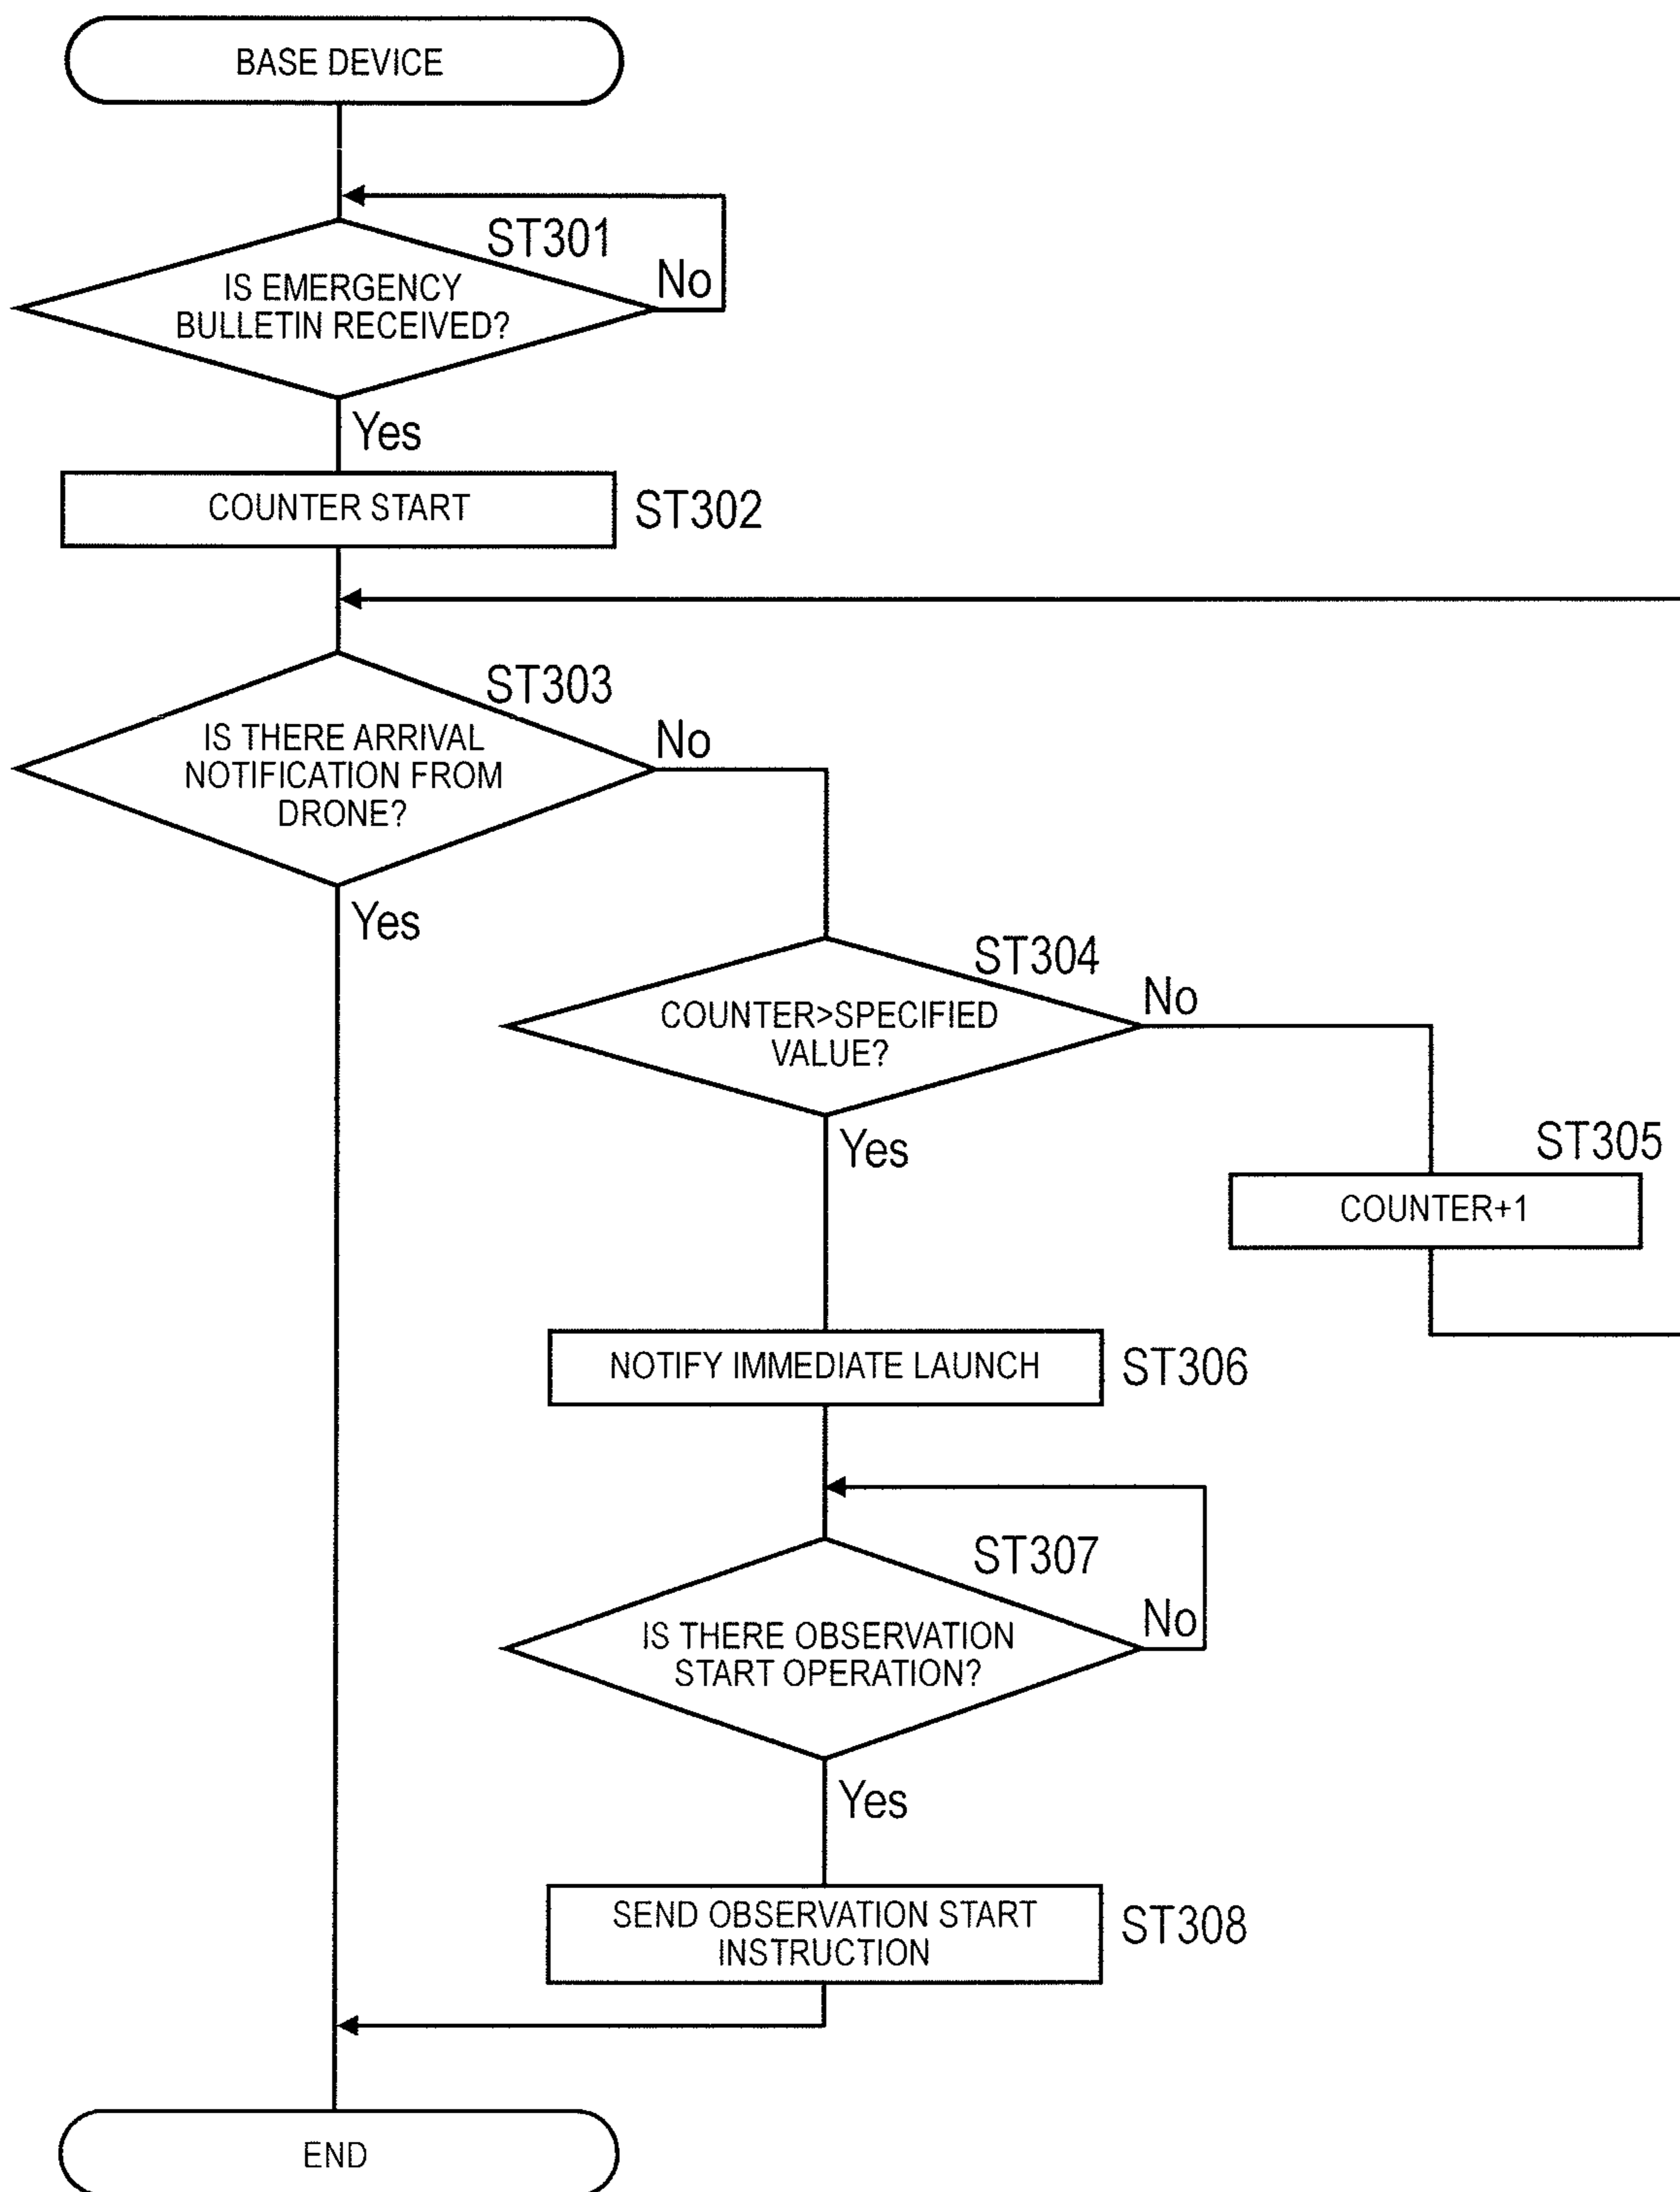 BASE DEVICE
ST301
IS EMERGENCY
BULLETIN RECEIVED?
No
Yes
COUNTER START
ST302
ST303
IS THERE ARRIVAL
NOTIFICATION FROM
DRONE?
No
Yes
ST304
COUNTER>SPECIFIED
VALUE?
No
Yes
ST305
COUNTER+1
NOTIFY IMMEDIATE LAUNCH
ST306
ST307
IS THERE OBSERVATION
START OPERATION?
No
Yes
SEND OBSERVATION START
INSTRUCTION
ST308
END